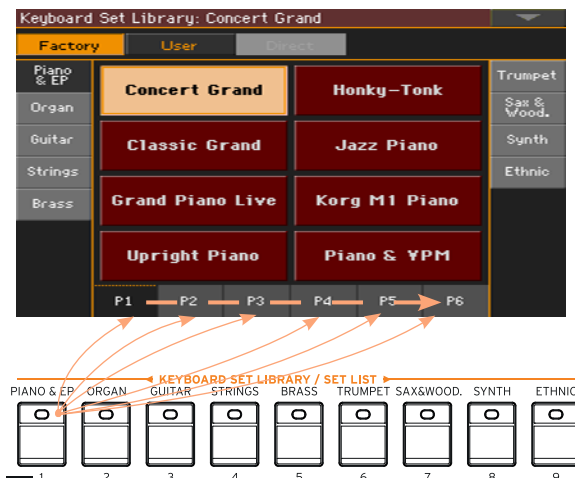 Keyboard Set Library: Concert Grand
Factory User Direct
Piano & EP
Organ
Guitar
Strings
Brass
Concert Grand Honky-Tonk
Classic Grand Jazz Piano
Grand Piano Live Korg M1 Piano
Upright Piano Piano & YPM
Trumpet
Sax & Wood.
Synth
Ethnic
P1 P2 P3 P4 P5 P6
KEYBOARD SET LIBRARY / SET LIST
PIANO & EP ORGAN GUITAR STRINGS BRASS TRUMPET SAX&WOOD. SYNTH ETHNIC
1 2 3 4 5 6 7 8 9